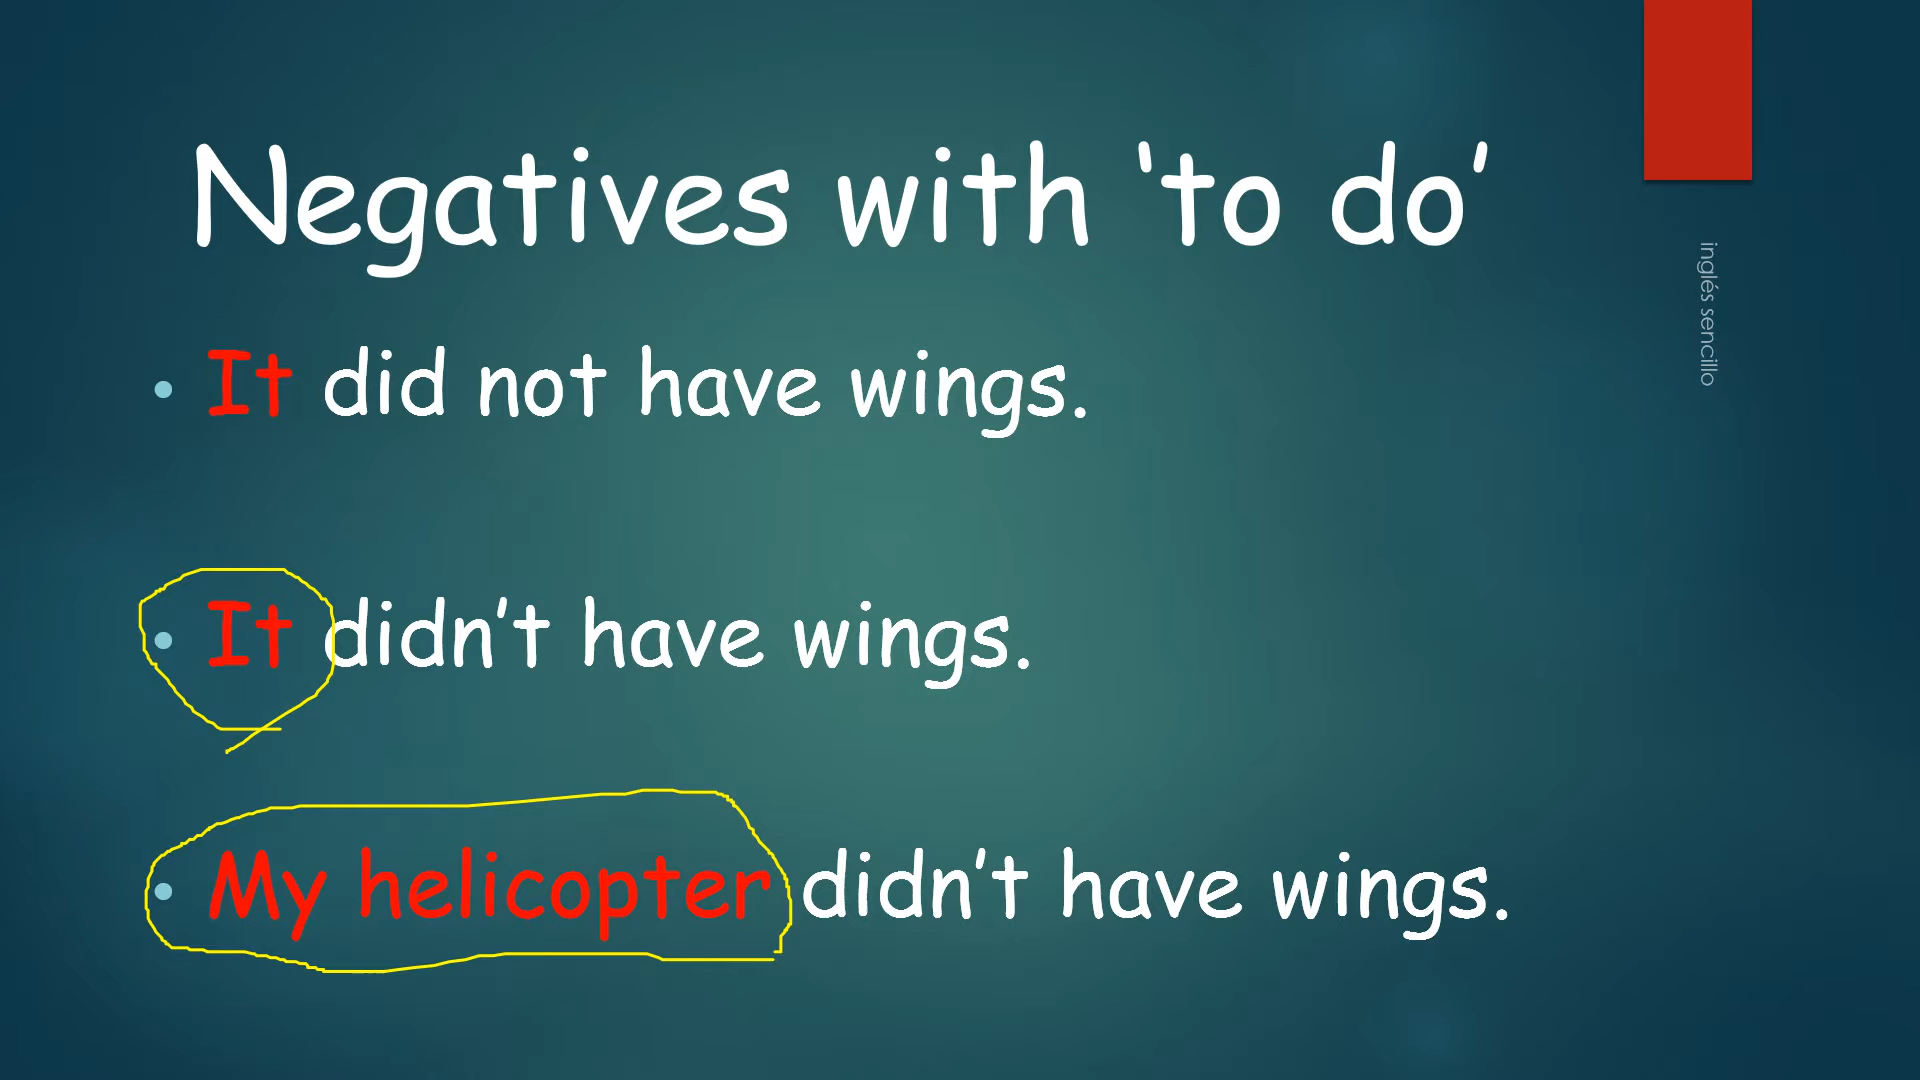 Negatives with ‘to do’
inglés sencillo
• It did not have wings.
• It didn’t have wings.
• My helicopter didn’t have wings.